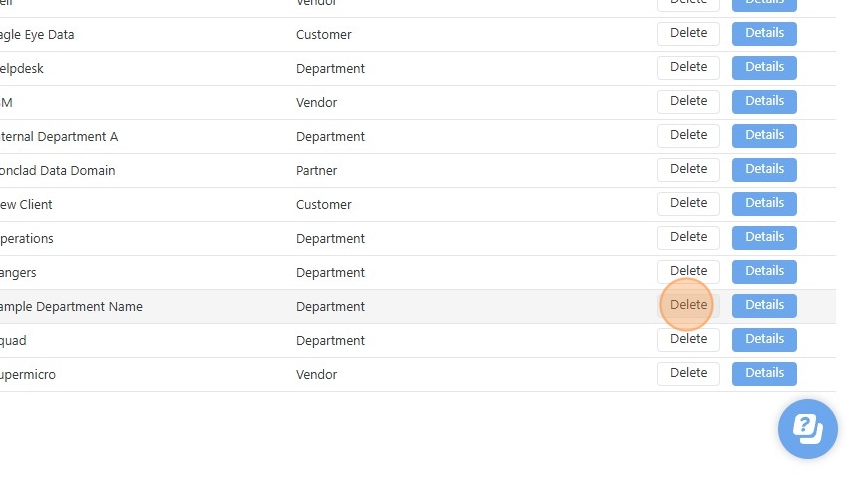 Vendor Delete Details
agle Eye Data Customer Delete Details
elpdesk Department Delete Details
M Vendor Delete Details
ternal Department A Department Delete Details
onclad Data Domain Partner Delete Details
ew Client Customer Delete Details
perations Department Delete Details
angers Department Delete Details
ample Department Name Department Delete Details
quad Department Delete Details
upermicro Vendor Delete Details
?